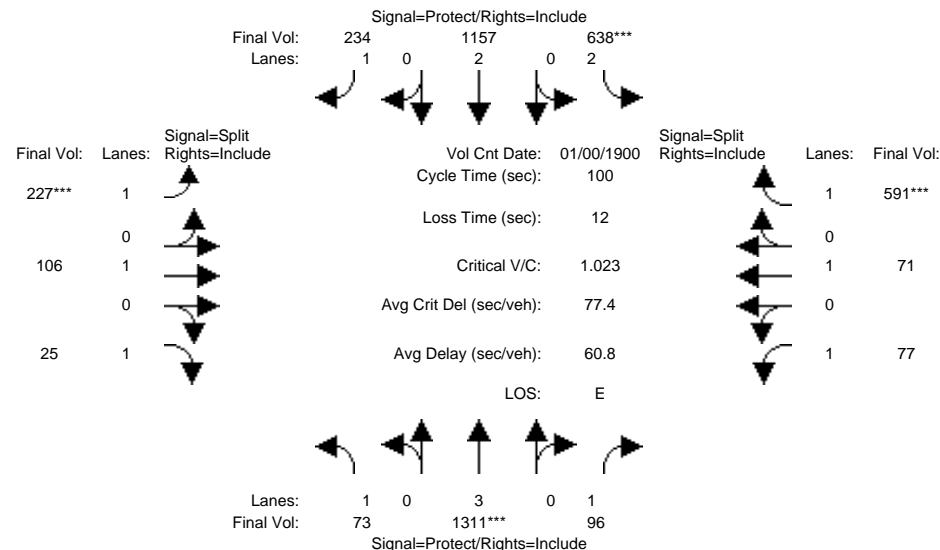 Signal=Protect/Rights=Include
Final Vol: 234 1157 638***
Lanes: 1 0 2 0 2
Signal=Split
Final Vol: Lanes: Rights=Include
Vol Cnt Date: 01/00/1900
Signal=Split
Rights=Include Lanes: Final Vol:
Cycle Time (sec): 100
227*** 1
1 591***
Loss Time (sec): 12
0
0
106 1
Critical V/C: 1.023
1 71
0
Avg Crit Del (sec/veh): 77.4
0
25 1
Avg Delay (sec/veh): 60.8
1 77
LOS: E
Lanes: 1 0 3 0 1
Final Vol: 73 1311*** 96
Signal=Protect/Rights=Include